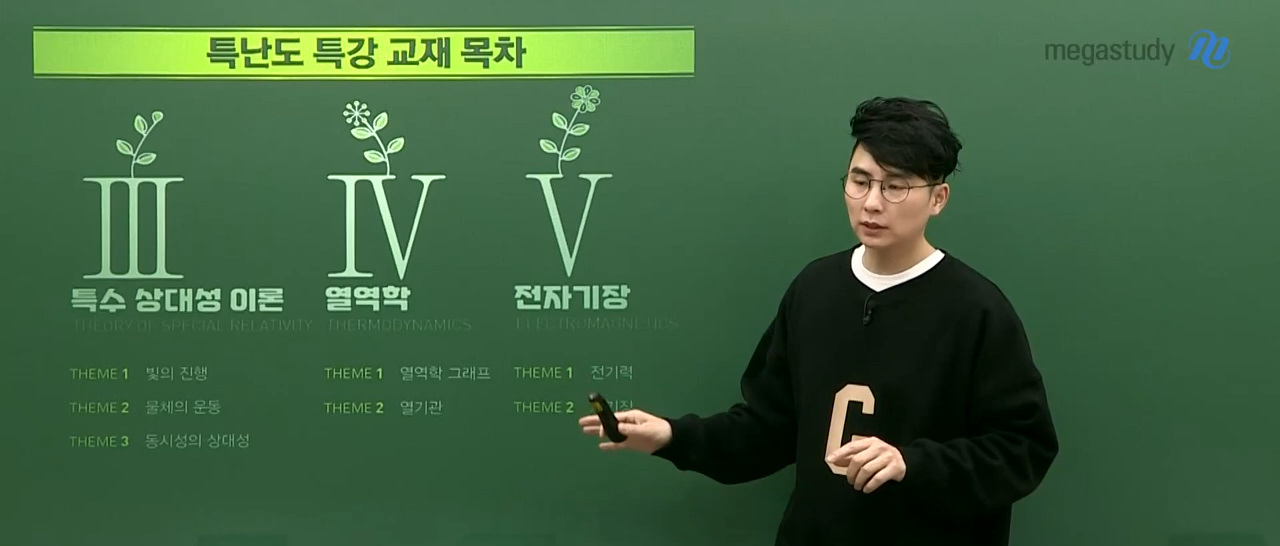 특난도 특강 교재 목차
megastudy
III
특수 상대성 이론
THEORY OF SPECIAL RELATIVITY
THEME 1 빛의 진행
THEME 2 물체의 운동
THEME 3 동시성의 상대성
IV
열역학
THERMODYNAMICS
THEME 1 열역학 그래프
THEME 2 열기관
V
전자기장
ELECTROMAGNETICS
THEME 1 전기력
THEME 2
C